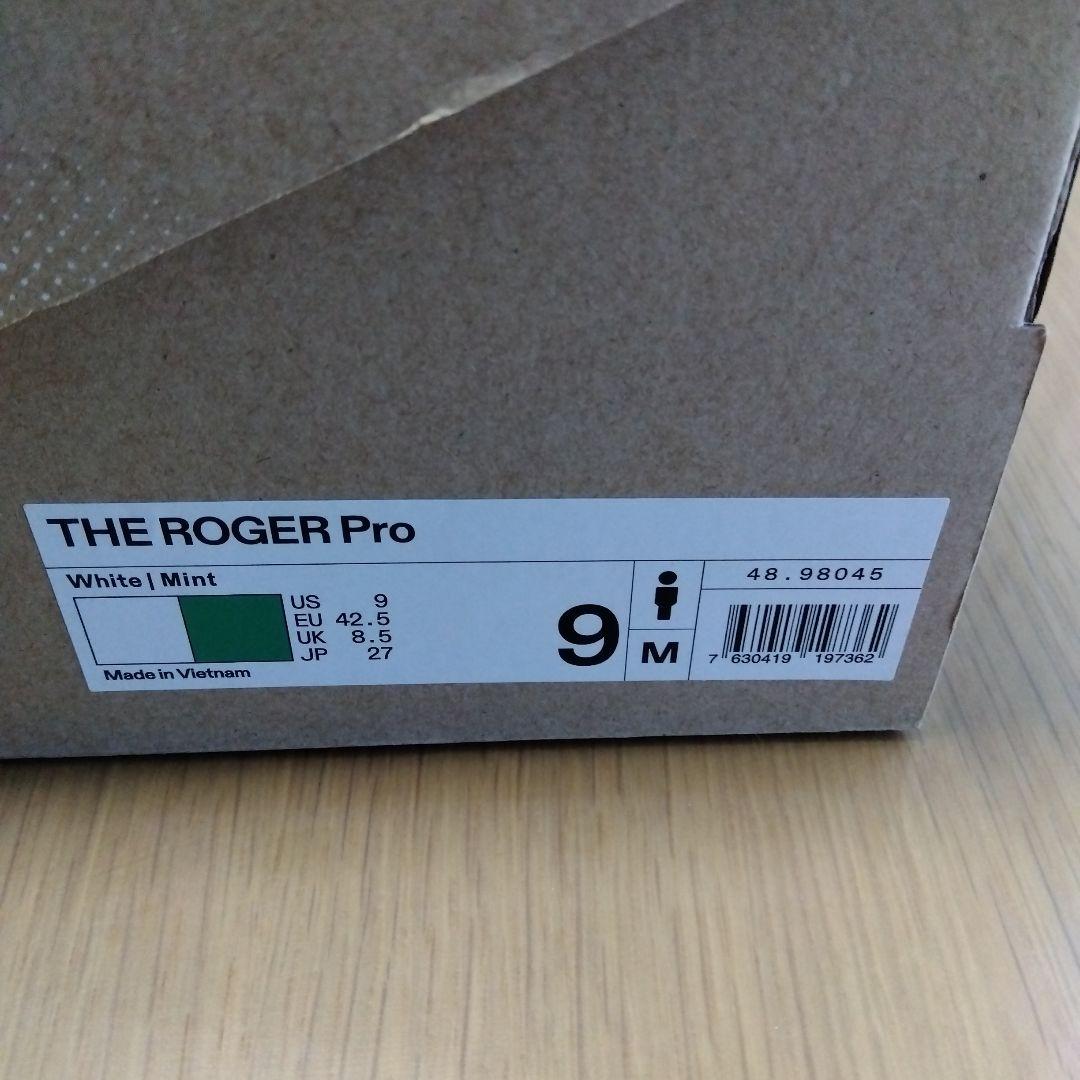 THE ROGER Pro
White | Mint
US 9
EU 42.5
UK 8.5
JP 27
Made in Vietnam
9
M
48.98045
7 630419 197362